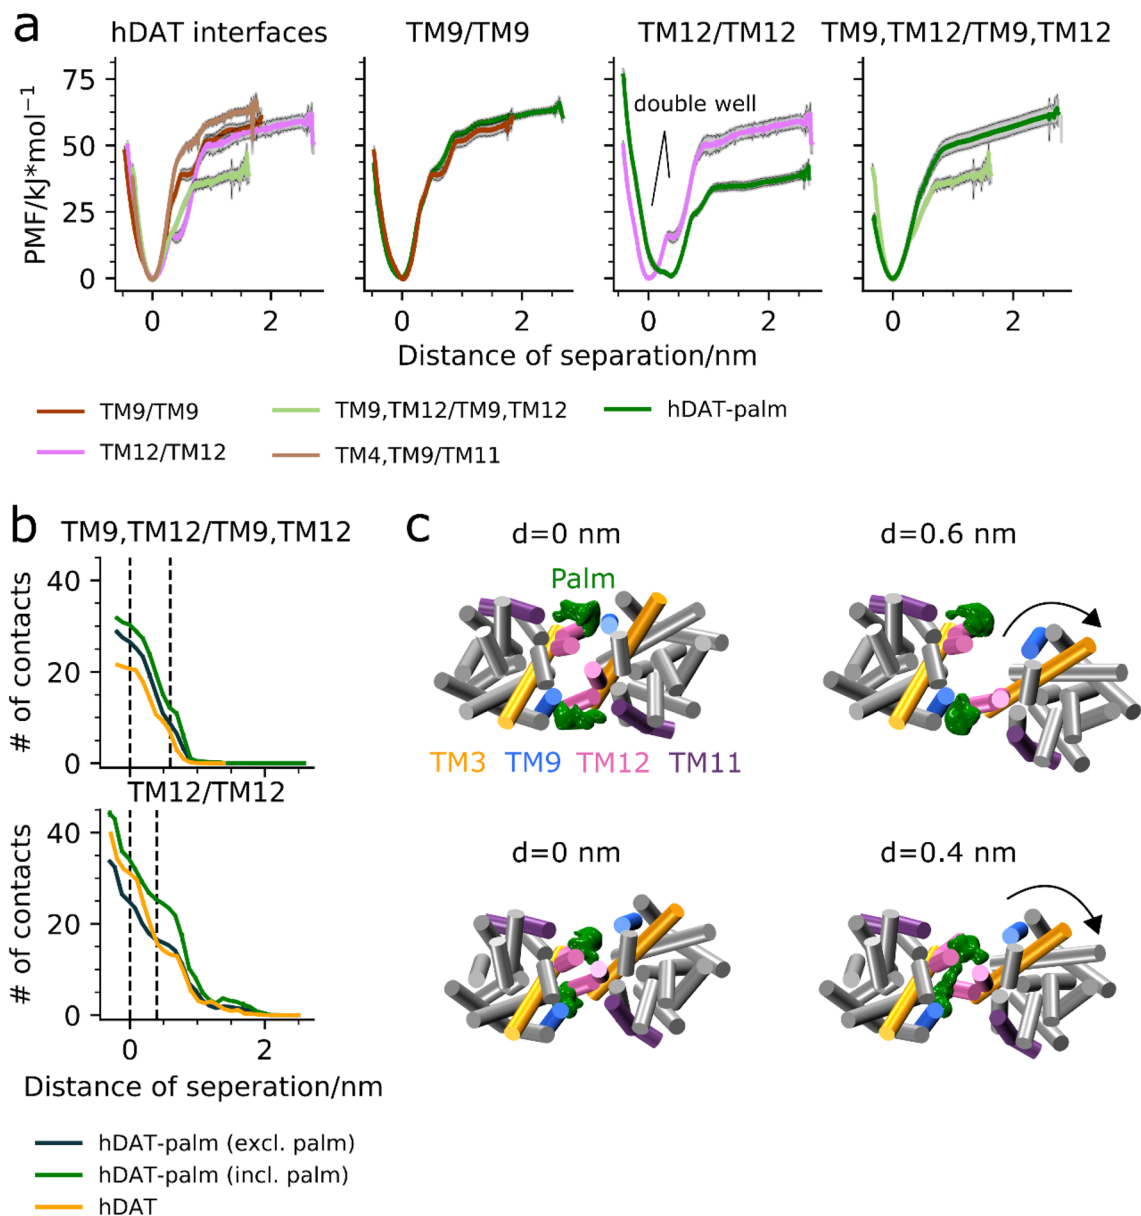 a
hDAT interfaces
TM9/TM9
TM12/TM12
TM9,TM12/TM9,TM12
PMF/kJ*mol⁻¹
75
50
25
0
double well
0 2 0 2 0 2 0 2
Distance of separation/nm
TM9/TM9
TM9,TM12/TM9,TM12
hDAT-palm
TM12/TM12
TM4,TM9/TM11
b
TM9,TM12/TM9,TM12
# of contacts
40
20
0
TM12/TM12
# of contacts
40
20
0
0 2
Distance of seperation/nm
hDAT-palm (excl. palm)
hDAT-palm (incl. palm)
hDAT
c
d=0 nm
d=0.6 nm
Palm
TM3 TM9 TM12 TM11
d=0 nm
d=0.4 nm